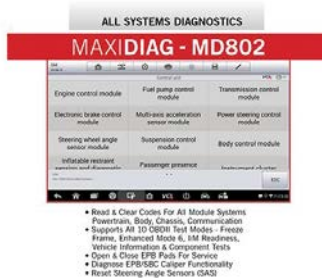 ALL SYSTEMS DIAGNOSTICS
MAXIDIAG - MD802
Control unit
VCI
Engine control module
Fuel pump control module
Transmission control module
Electronic brake control module
Multi-axis acceleration sensor module
Power steering control module
Steering wheel angle sensor module
Suspension control module
Body control module
Inflatable restraint
Passenger presence
ESC
VCI
• Read & Clear Codes For All Module Systems
Powertrain, Body, Chassis, Communication
• Supports All 10 OBDII Test Modes - Freeze
Frame, Enhanced Mode 6, I/M Readiness,
Vehicle Information & Component Tests
• Open & Close EPB Pads For Service
• Diagnose EPB/SBC Caliper Functionality
• Reset Steering Angle Sensors (SAS)